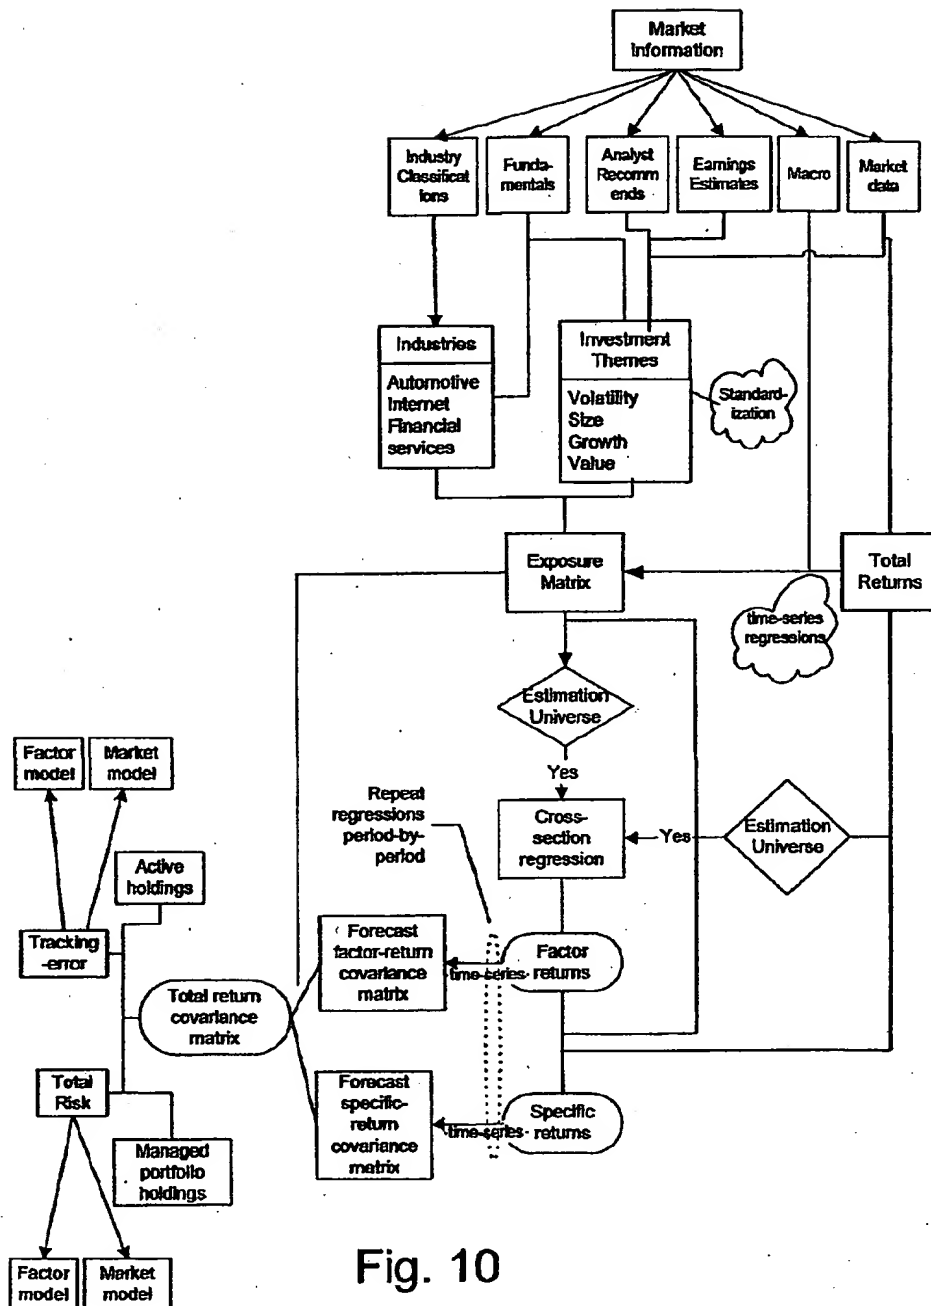 Market
Information
Industry
Classificat
ions
Funda-
mentals
Analyst
Recomm
ends
Earnings
Estimates
Macro
Market
data
Industries
Automotive
Internet
Financial
services
Investment
Themes
Volatility
Size
Growth
Value
Standard-
ization
Exposure
Matrix
Total
Returns
time-series
regressions
Estimation
Universe
Yes
Factor
model
Market
model
Repeat
regressions
period-by-
period
Cross-
section
regression
Yes
Estimation
Universe
Active
holdings
Tracking
-error
Forecast
factor-return
covariance
matrix
time-series
Factor
returns
Total return
covariance
matrix
Total
Risk
Forecast
specific-
return
covariance
matrix
time-series
Specific
returns
Managed
portfolio
holdings
Factor
model
Market
model
Fig. 10